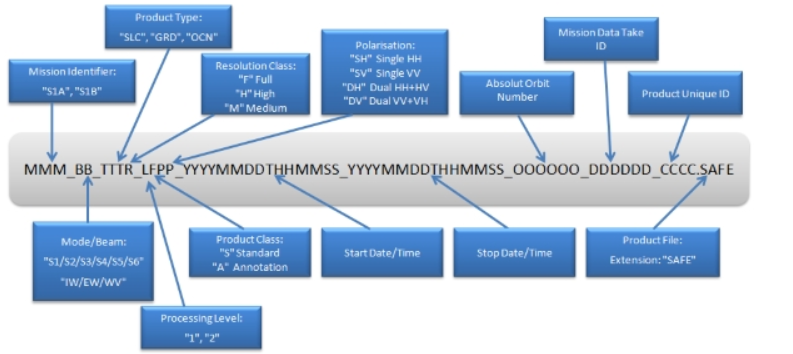 Product Type:
"SLC", "GRD", "OCN"
Mission Identifier:
"S1A", "S1B"
Resolution Class:
"F" Full
"H" High
"M" Medium
Polarisation:
"SH" Single HH
"SV" Single VV
"DH" Dual HH+HV
"DV" Dual VV+VH
Absolut Orbit
Number
Mission Data Take
ID
Product Unique ID
MMM_BB_TTTR_LFPP_YYYYMMDDTHHMMSS_YYYYMMDDTHHMMSS_OOOOOO_DDDDDD_CCCC.SAFE
Mode/Beam:
"S1/S2/S3/S4/S5/S6"
"IW/EW/WV"
Processing Level:
"1", "2"
Product Class:
"S" Standard
"A" Annotation
Start Date/Time
Stop Date/Time
Product File:
Extension: "SAFE"